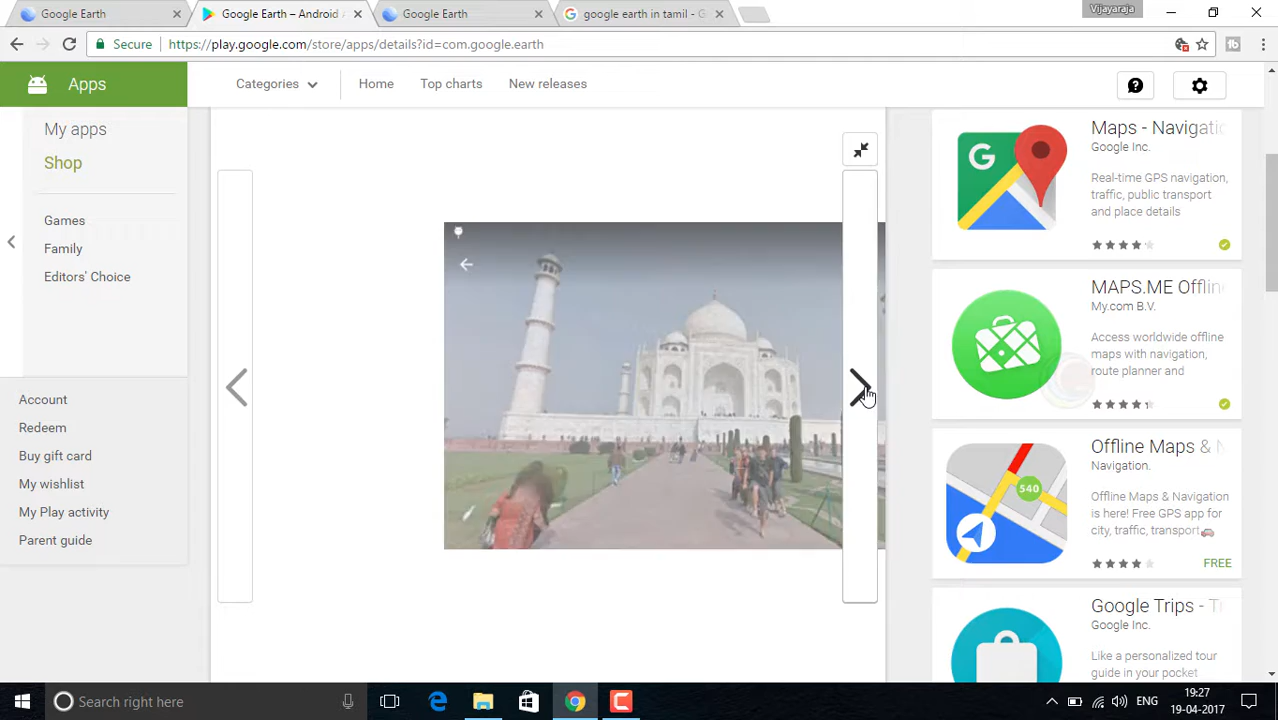 Google Earth
Google Earth – Android A
Google Earth
google earth in tamil - G
Vijayaraja
Secure
https://play.google.com/store/apps/details?id=com.google.earth
Apps
Categories
Home
Top charts
New releases
My apps
Shop
Games
Family
Editors' Choice
Account
Redeem
Buy gift card
My wishlist
My Play activity
Parent guide
Maps - Navigatio
Google Inc.
Real-time GPS navigation,
traffic, public transport
and place details
MAPS.ME Offlin
My.com B.V.
Access worldwide offline
maps with navigation,
route planner and
540
Offline Maps & N
Navigation.
Offline Maps & Navigation
is here! Free GPS app for
city, traffic, transport
FREE
Google Trips - Tr
Google Inc.
Like a personalized tour
guide in your pocket
Search right here
ENG
19:27
19-04-2017